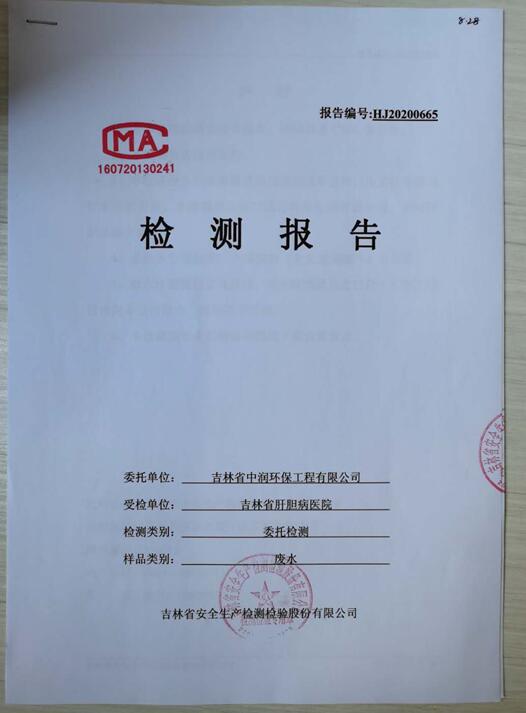 8.28
报告编号:HJ20200665
CMA
160720130241
检测报告
委托单位: 吉林省中润环保工程有限公司
受检单位: 吉林省肝胆病医院
检测类别: 委托检测
样品类别: 废水
吉林省安全生产检测检验股份有限公司